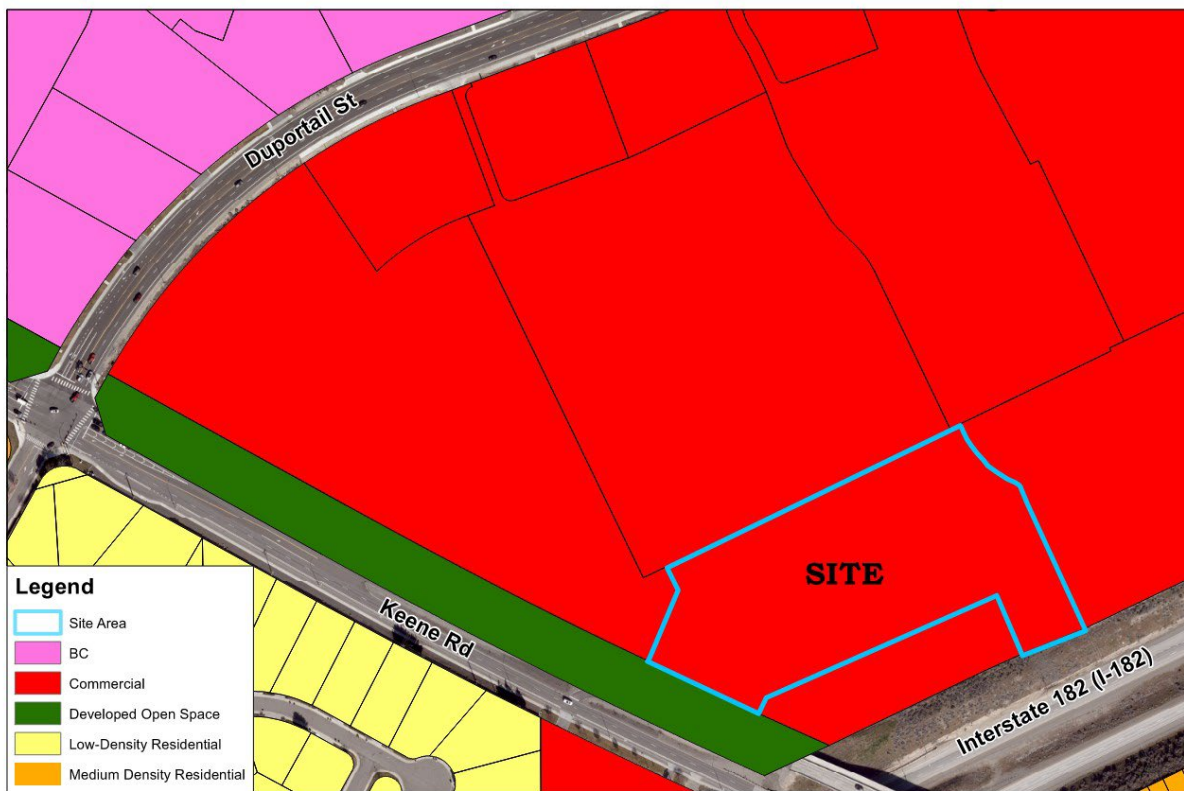 Duportail St
SITE
Keene Rd
Interstate 182 (I-182)
Legend
Site Area
BC
Commercial
Developed Open Space
Low-Density Residential
Medium Density Residential